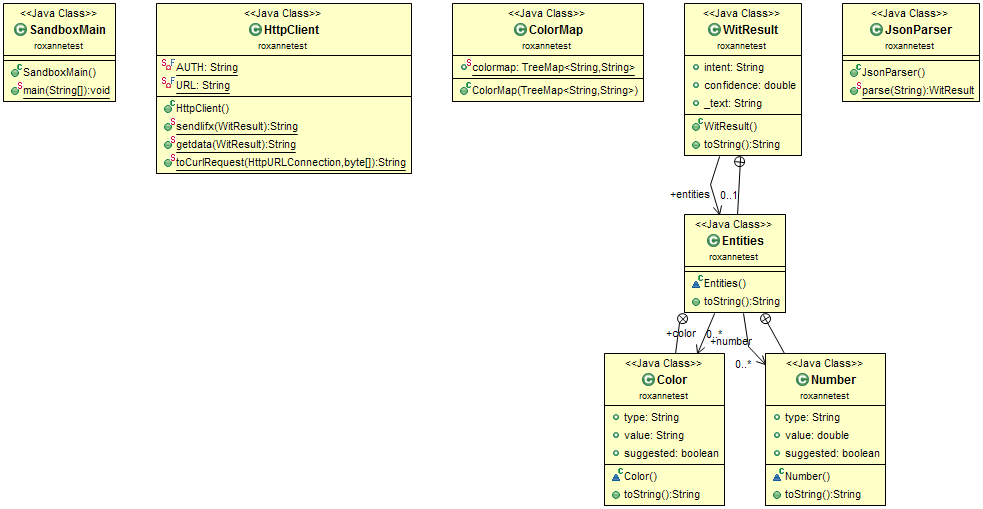 <<Java Class>>
SandboxMain
roxannetest
SandboxMain()
main(String[]):void
<<Java Class>>
HttpClient
roxannetest
AUTH: String
URL: String
HttpClient()
sendlifx(WitResult):String
getdata(WitResult):String
toCurlRequest(HttpURLConnection,byte[]):String
<<Java Class>>
ColorMap
roxannetest
colormap: TreeMap<String,String>
ColorMap(TreeMap<String,String>)
<<Java Class>>
WitResult
roxannetest
intent: String
confidence: double
_text: String
WitResult()
toString():String
<<Java Class>>
JsonParser
roxannetest
JsonParser()
parse(String):WitResult
+entities
0..1
<<Java Class>>
Entities
roxannetest
Entities()
toString():String
+color
0..*
+number
0..*
<<Java Class>>
Color
roxannetest
type: String
value: String
suggested: boolean
Color()
toString():String
<<Java Class>>
Number
roxannetest
type: String
value: double
suggested: boolean
Number()
toString():String